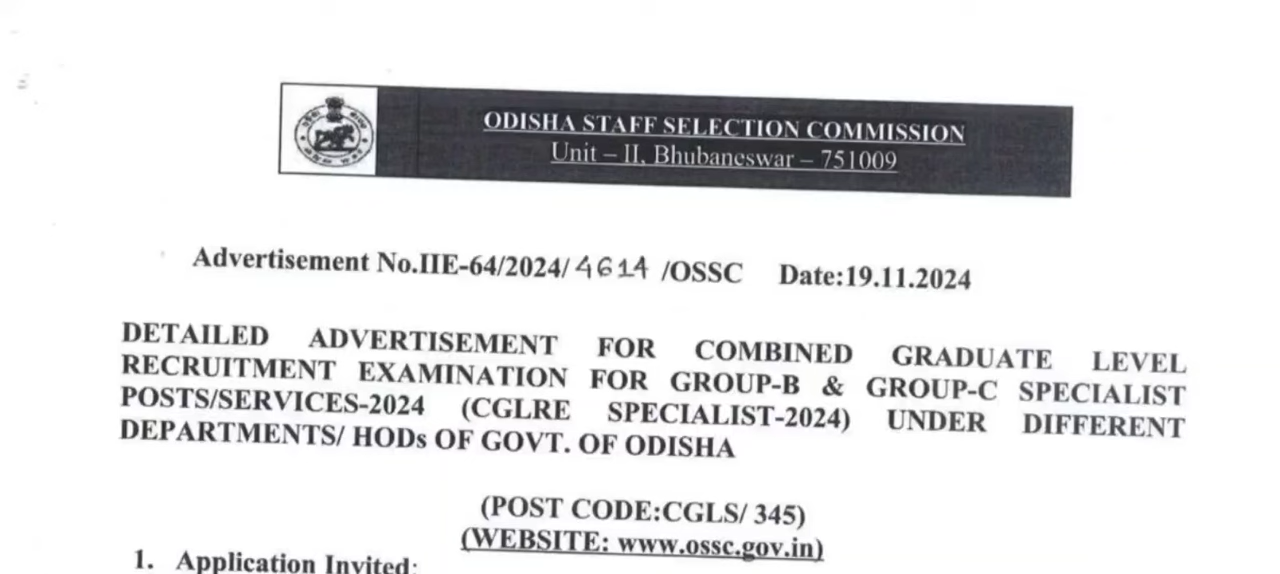 ODISHA STAFF SELECTION COMMISSION
Unit – II, Bhubaneswar – 751009
Advertisement No.IIE-64/2024/ 4614 /OSSC Date:19.11.2024
DETAILED ADVERTISEMENT FOR COMBINED GRADUATE LEVEL
RECRUITMENT EXAMINATION FOR GROUP-B & GROUP-C SPECIALIST
POSTS/SERVICES-2024 (CGLRE SPECIALIST-2024) UNDER DIFFERENT
DEPARTMENTS/ HODs OF GOVT. OF ODISHA
(POST CODE:CGLS/ 345)
(WEBSITE: www.ossc.gov.in)
1. Application Invited: